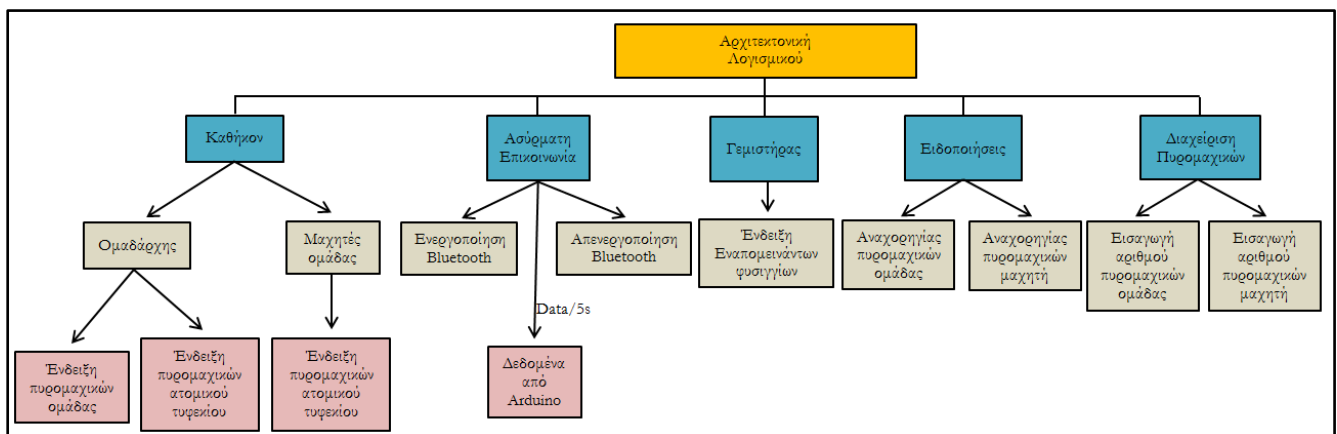 Αρχιτεκτονική
Λογισμικού
Καθήκον
Ασύρματη
Επικοινωνία
Γεμιστήρας
Ειδοποιήσεις
Διαχείριση
Πυρομαχικών
Ομαδάρχης
Μαχητές
ομάδας
Ενεργοποίηση
Bluetooth
Απενεργοποίηση
Bluetooth
Ένδειξη
Εναπομεινάντων
φυσιγγίων
Αναχορηγίας
πυρομαχικών
ομάδας
Αναχορηγίας
πυρομαχικών
μαχητή
Εισαγωγή
αριθμού
πυρομαχικών
ομάδας
Εισαγωγή
αριθμού
πυρομαχικών
μαχητή
Data/5s
Ένδειξη
πυρομαχικών
ομάδας
Ένδειξη
πυρομαχικών
ατομικού
τυφεκίου
Ένδειξη
πυρομαχικών
ατομικού
τυφεκίου
Δεδομένα
από
Arduino